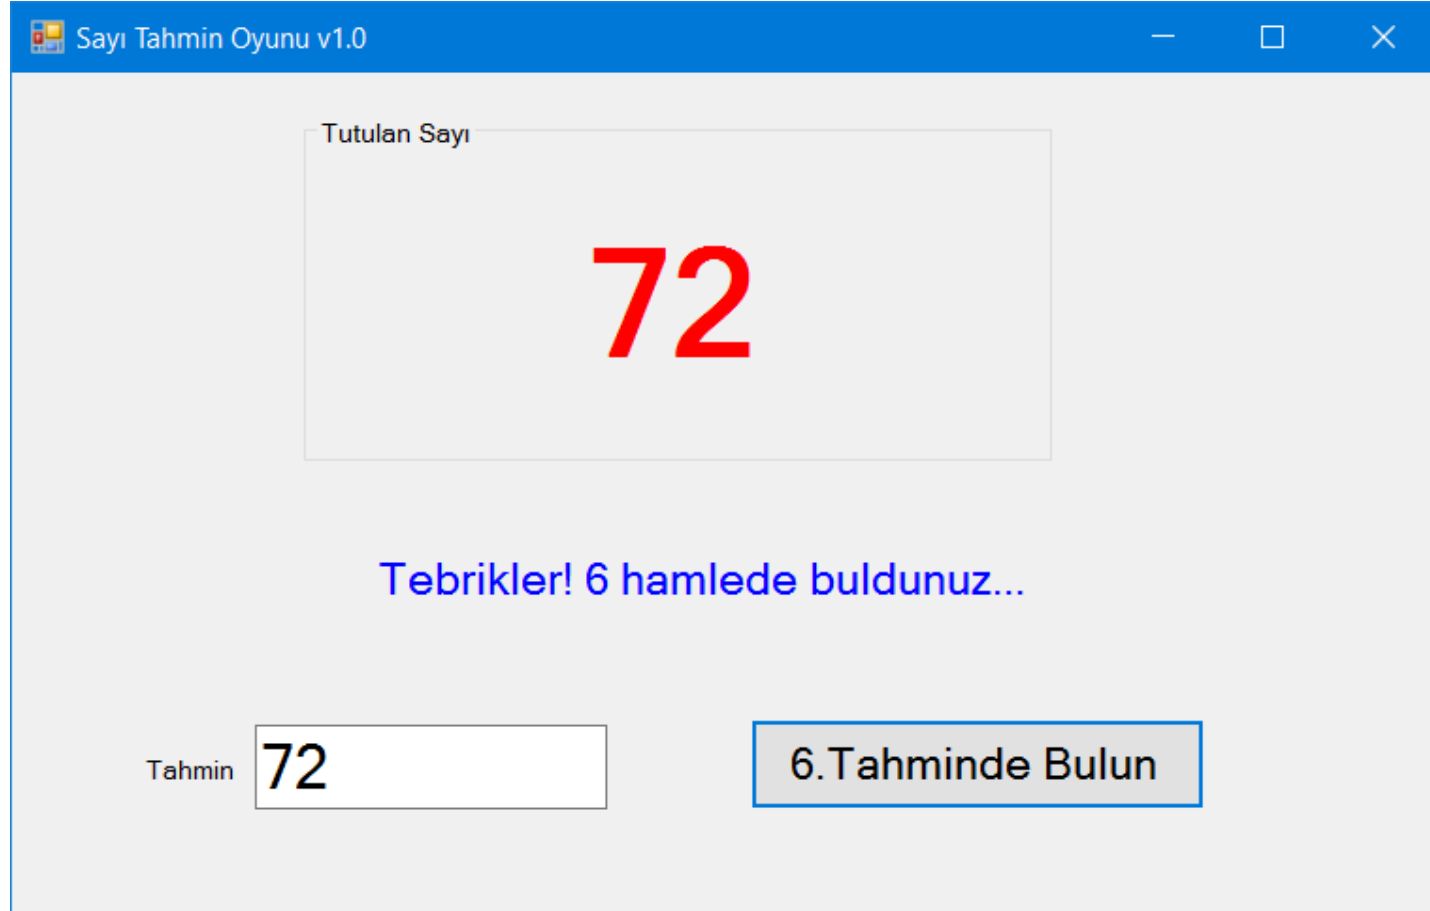 Sayı Tahmin Oyunu v1.0
Tutulan Sayı
72
Tebrikler! 6 hamlede buldunuz...
Tahmin 72 6.Tahminde Bulun